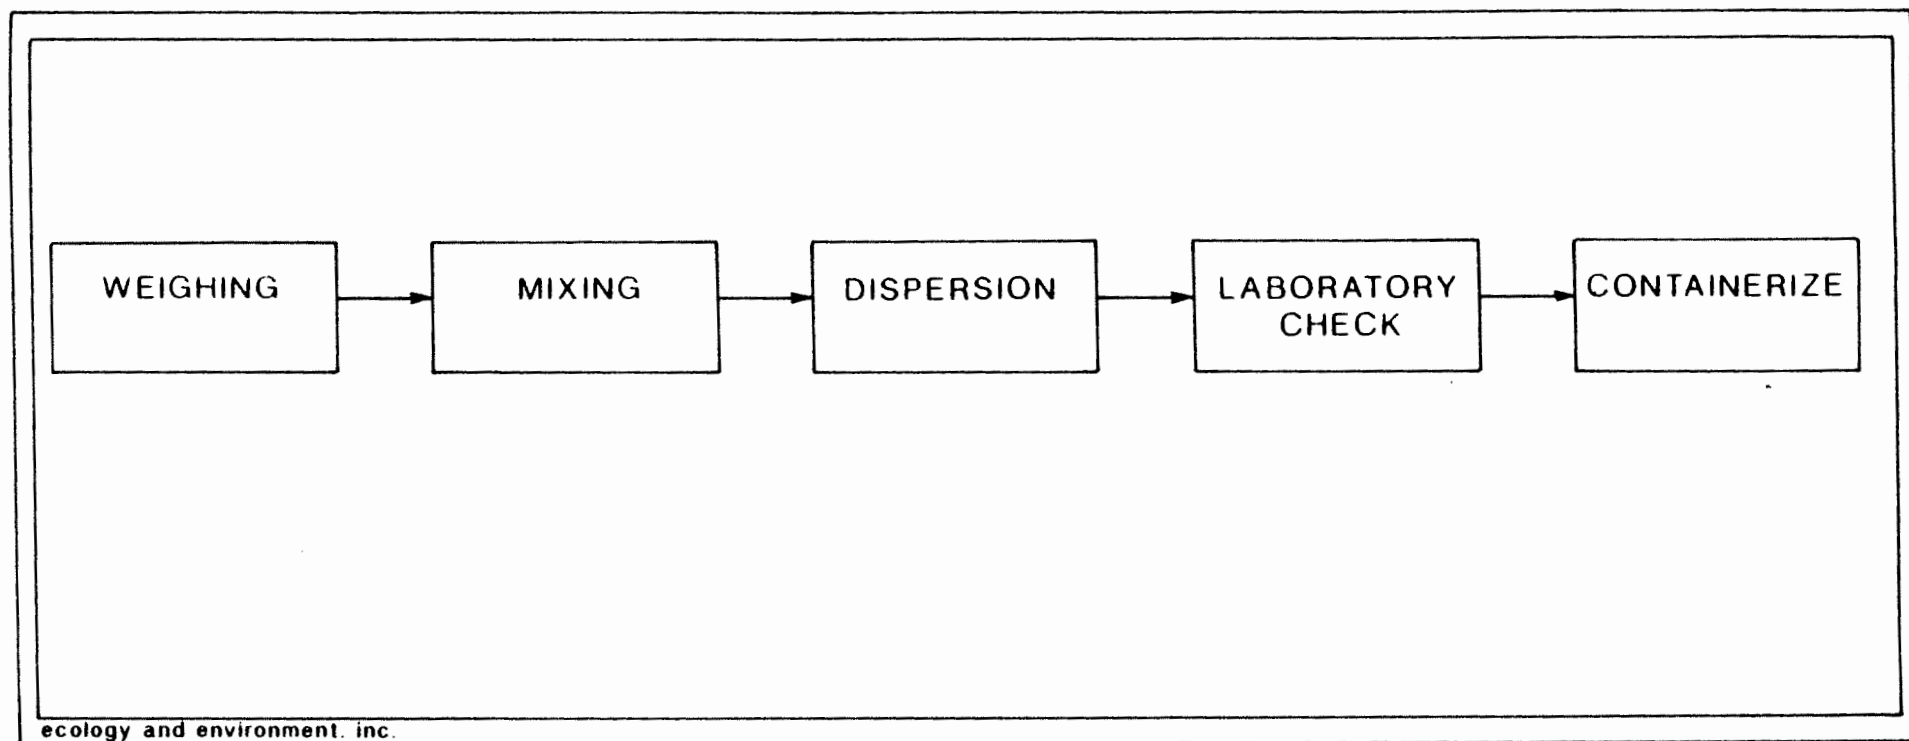 WEIGHING
MIXING
DISPERSION
LABORATORY
CHECK
CONTAINERIZE
ecology and environment, inc.